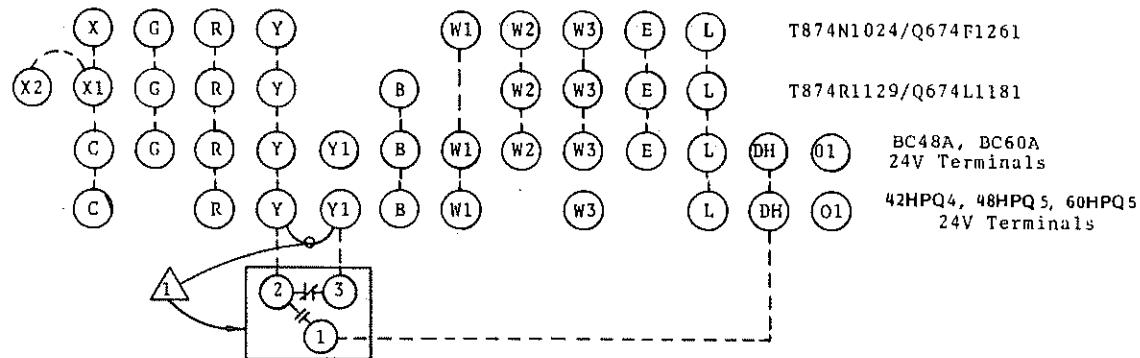 X G R Y W1 W2 W3 E L T874N1024/Q674F1261
X2 X1 G R Y B W2 W3 E L T874R1129/Q674L1181
C G R Y Y1 B W1 W2 W3 E L DH O1 BC48A, BC60A
24V Terminals
C R Y Y1 B W1 W3 L DH O1 42HPQ4, 48HPQ5, 60HPQ5
24V Terminals
1 2 3
1